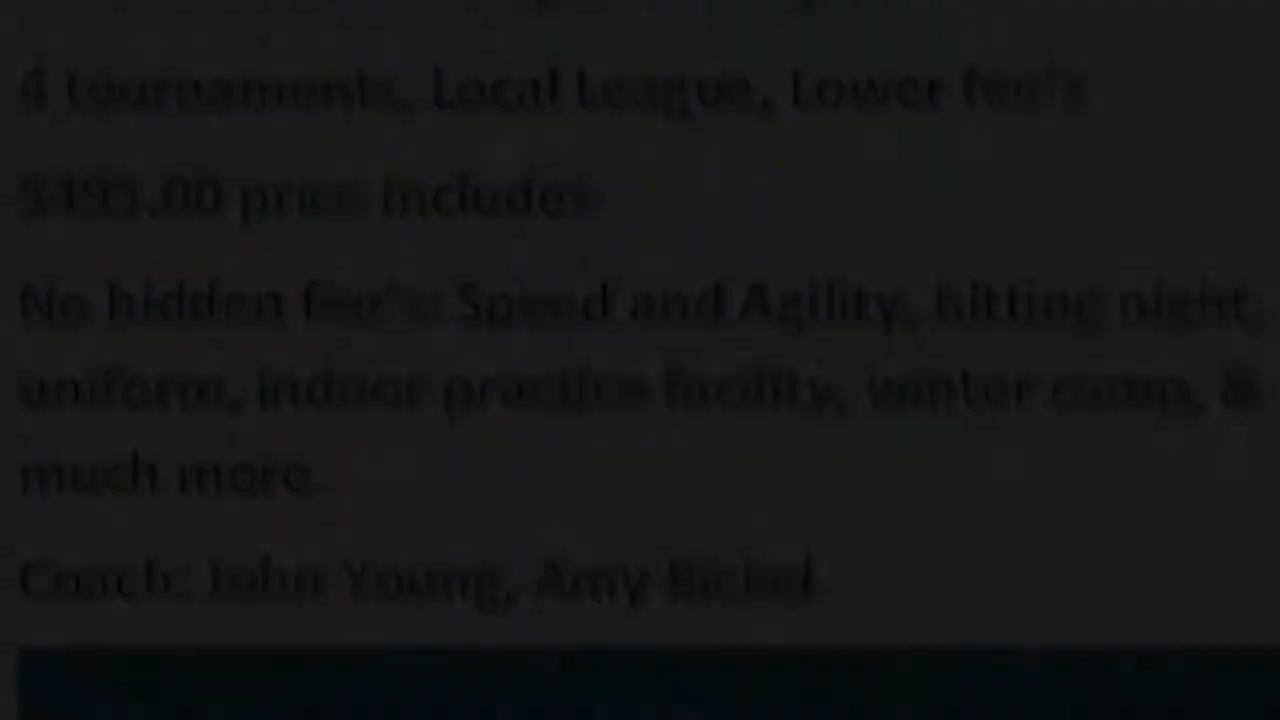 4 tournaments, Local League, Lower fee's
$395.00 price includes
No hidden fee's: Speed and Agility, hitting night,
uniform, indoor practice facility, winter camp, &
much more.
Coach: John Young, Amy Bickel